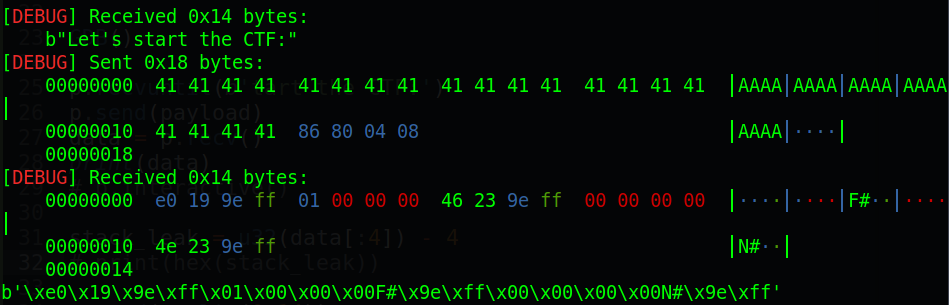 [DEBUG] Received 0x14 bytes:
    b"Let's start the CTF:"
[DEBUG] Sent 0x18 bytes:
    00000000  41 41 41 41  41 41 41 41  41 41 41 41  41 41 41 41  |AAAA|AAAA|AAAA|AAAA
|
    00000010  41 41 41 41  86 80 04 08                            |AAAA|····|
    00000018
[DEBUG] Received 0x14 bytes:
    00000000  e0 19 9e ff  01 00 00 00  46 23 9e ff  00 00 00 00  |····|····|F#··|····
|
    00000010  4e 23 9e ff                                         |N#··|
    00000014
b'\xe0\x19\x9e\xff\x01\x00\x00\x00F#\x9e\xff\x00\x00\x00\x00N#\x9e\xff'